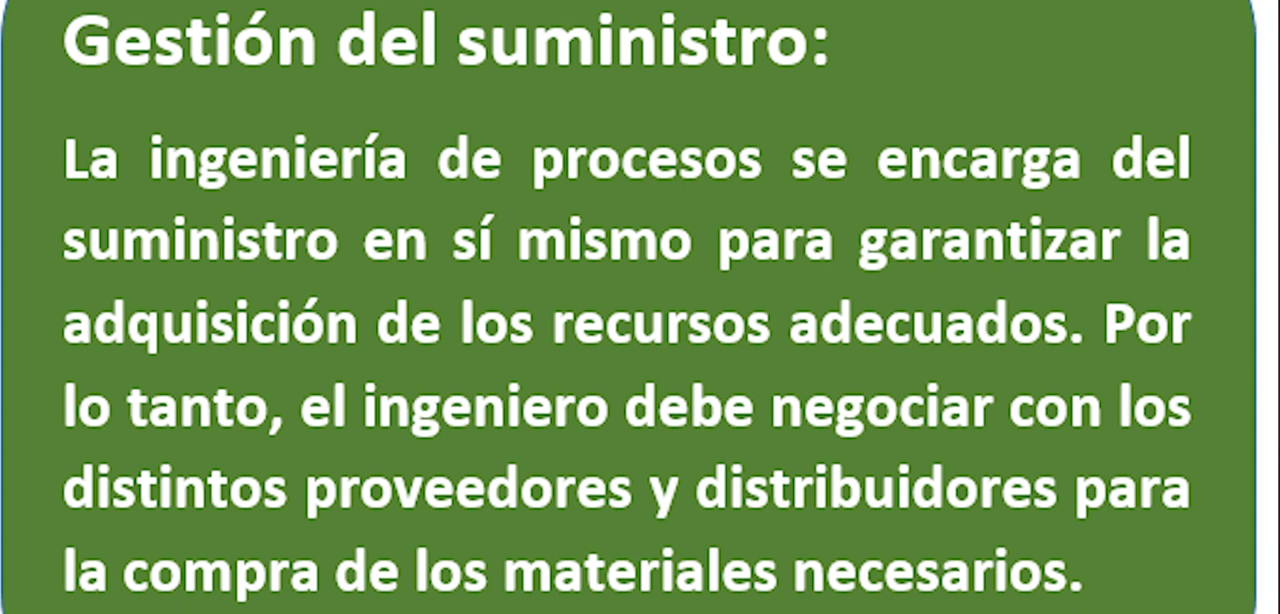 Gestión del suministro:
La ingeniería de procesos se encarga del
suministro en sí mismo para garantizar la
adquisición de los recursos adecuados. Por
lo tanto, el ingeniero debe negociar con los
distintos proveedores y distribuidores para
la compra de los materiales necesarios.